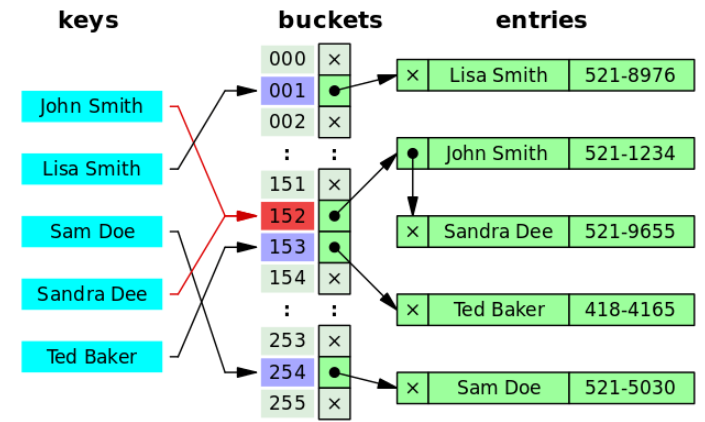 keys
buckets
entries
John Smith
Lisa Smith
Sam Doe
Sandra Dee
Ted Baker
000 ×
001
002 ×
: :
151 ×
152
153
154 ×
: :
253 ×
254
255 ×
× Lisa Smith 521-8976
John Smith 521-1234
× Sandra Dee 521-9655
× Ted Baker 418-4165
× Sam Doe 521-5030